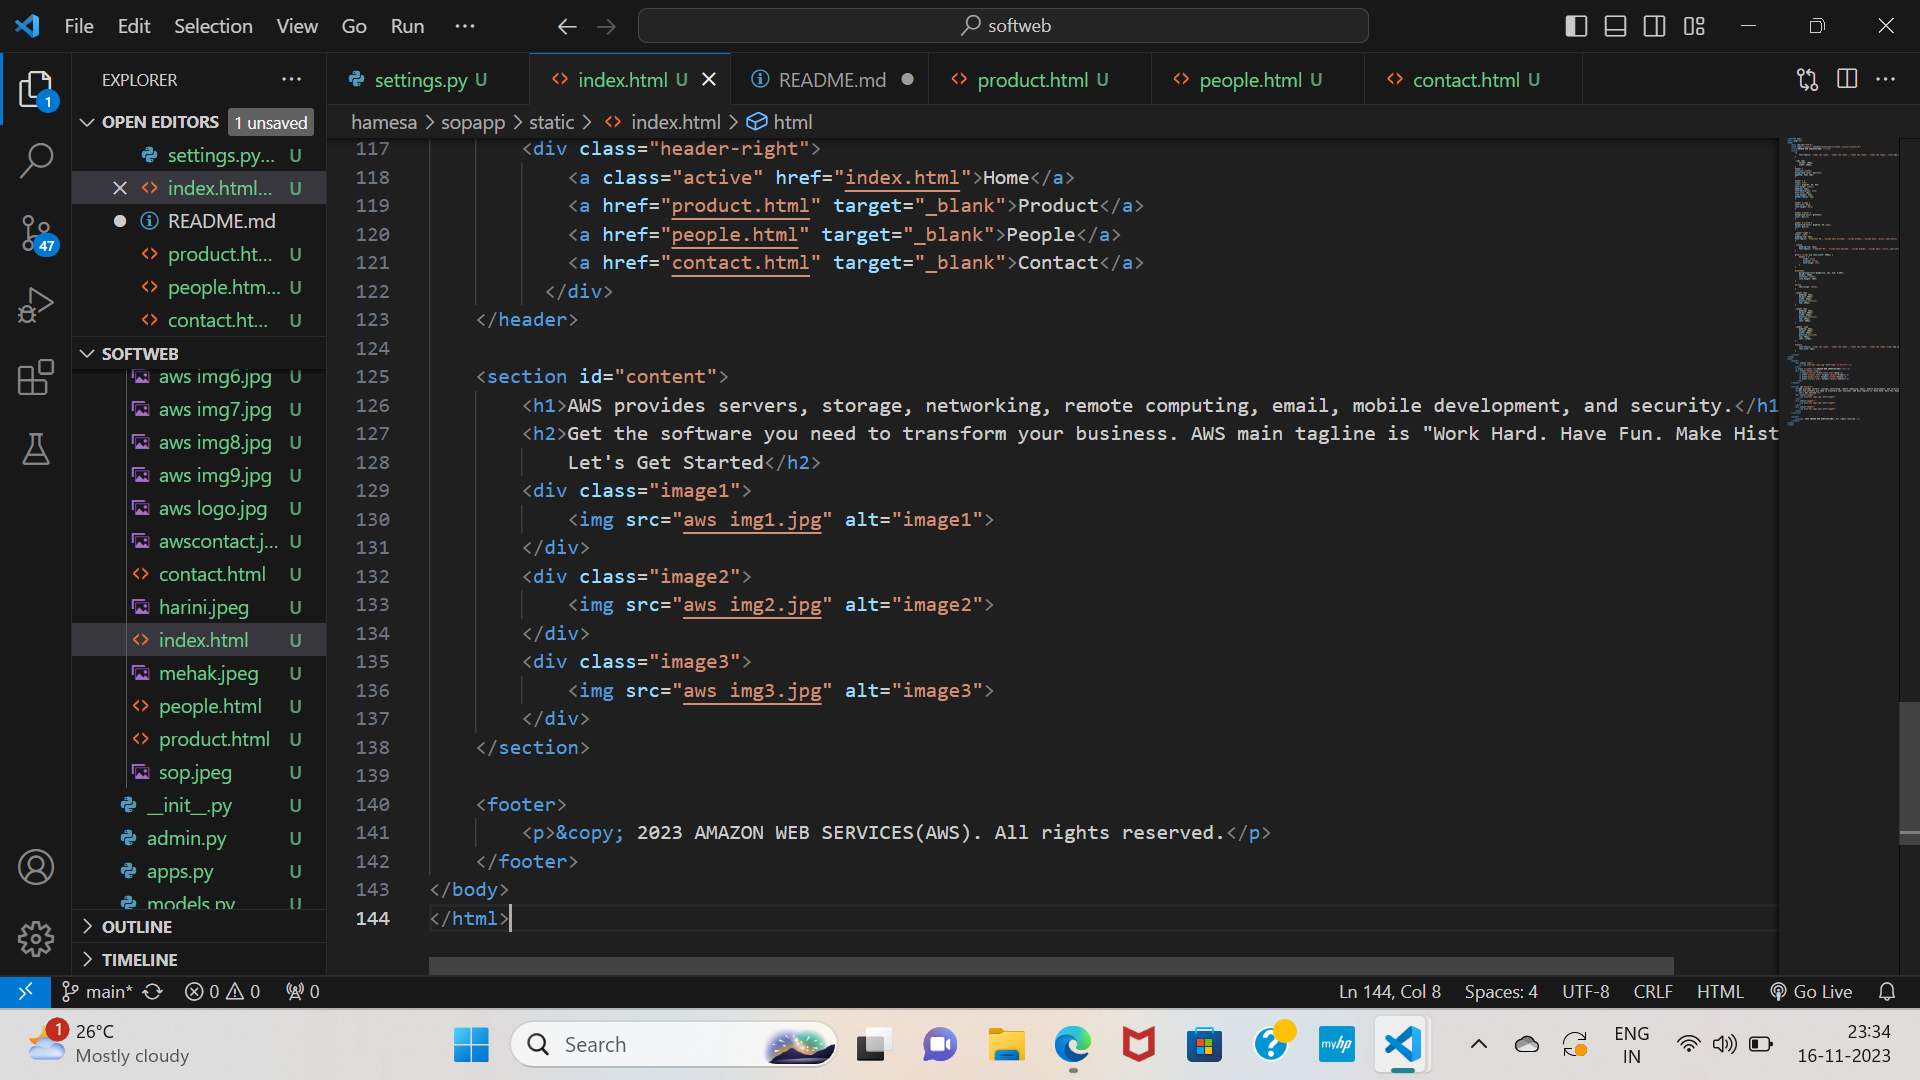 File Edit Selection View Go Run ··· softweb
EXPLORER ···
OPEN EDITORS 1 unsaved
settings.py... U
index.html... U
README.md
product.ht... U
people.htm... U
contact.ht... U
SOFTWEB
aws img6.jpg U
aws img7.jpg U
aws img8.jpg U
aws img9.jpg U
aws logo.jpg U
awscontact.j... U
contact.html U
harini.jpeg U
index.html U
mehak.jpeg U
people.html U
product.html U
sop.jpeg U
__init__.py U
admin.py U
apps.py U
models.py U
OUTLINE
TIMELINE
1
47
settings.py U index.html U README.md product.html U people.html U contact.html U
hamesa > sopapp > static > index.html > html
117 <div class="header-right">
118 <a class="active" href="index.html">Home</a>
119 <a href="product.html" target="_blank">Product</a>
120 <a href="people.html" target="_blank">People</a>
121 <a href="contact.html" target="_blank">Contact</a>
122 </div>
123 </header>
124
125 <section id="content">
126 <h1>AWS provides servers, storage, networking, remote computing, email, mobile development, and security.</h1
127 <h2>Get the software you need to transform your business. AWS main tagline is "Work Hard. Have Fun. Make Hist
128 Let's Get Started</h2>
129 <div class="image1">
130 <img src="aws img1.jpg" alt="image1">
131 </div>
132 <div class="image2">
133 <img src="aws img2.jpg" alt="image2">
134 </div>
135 <div class="image3">
136 <img src="aws img3.jpg" alt="image3">
137 </div>
138 </section>
139
140 <footer>
141 <p>&copy; 2023 AMAZON WEB SERVICES(AWS). All rights reserved.</p>
142 </footer>
143 </body>
144 </html>
main* 0 0 0 Ln 144, Col 8 Spaces: 4 UTF-8 CRLF HTML Go Live
1 26°C
Mostly cloudy
Search
myhp
ENG
IN
23:34
16-11-2023